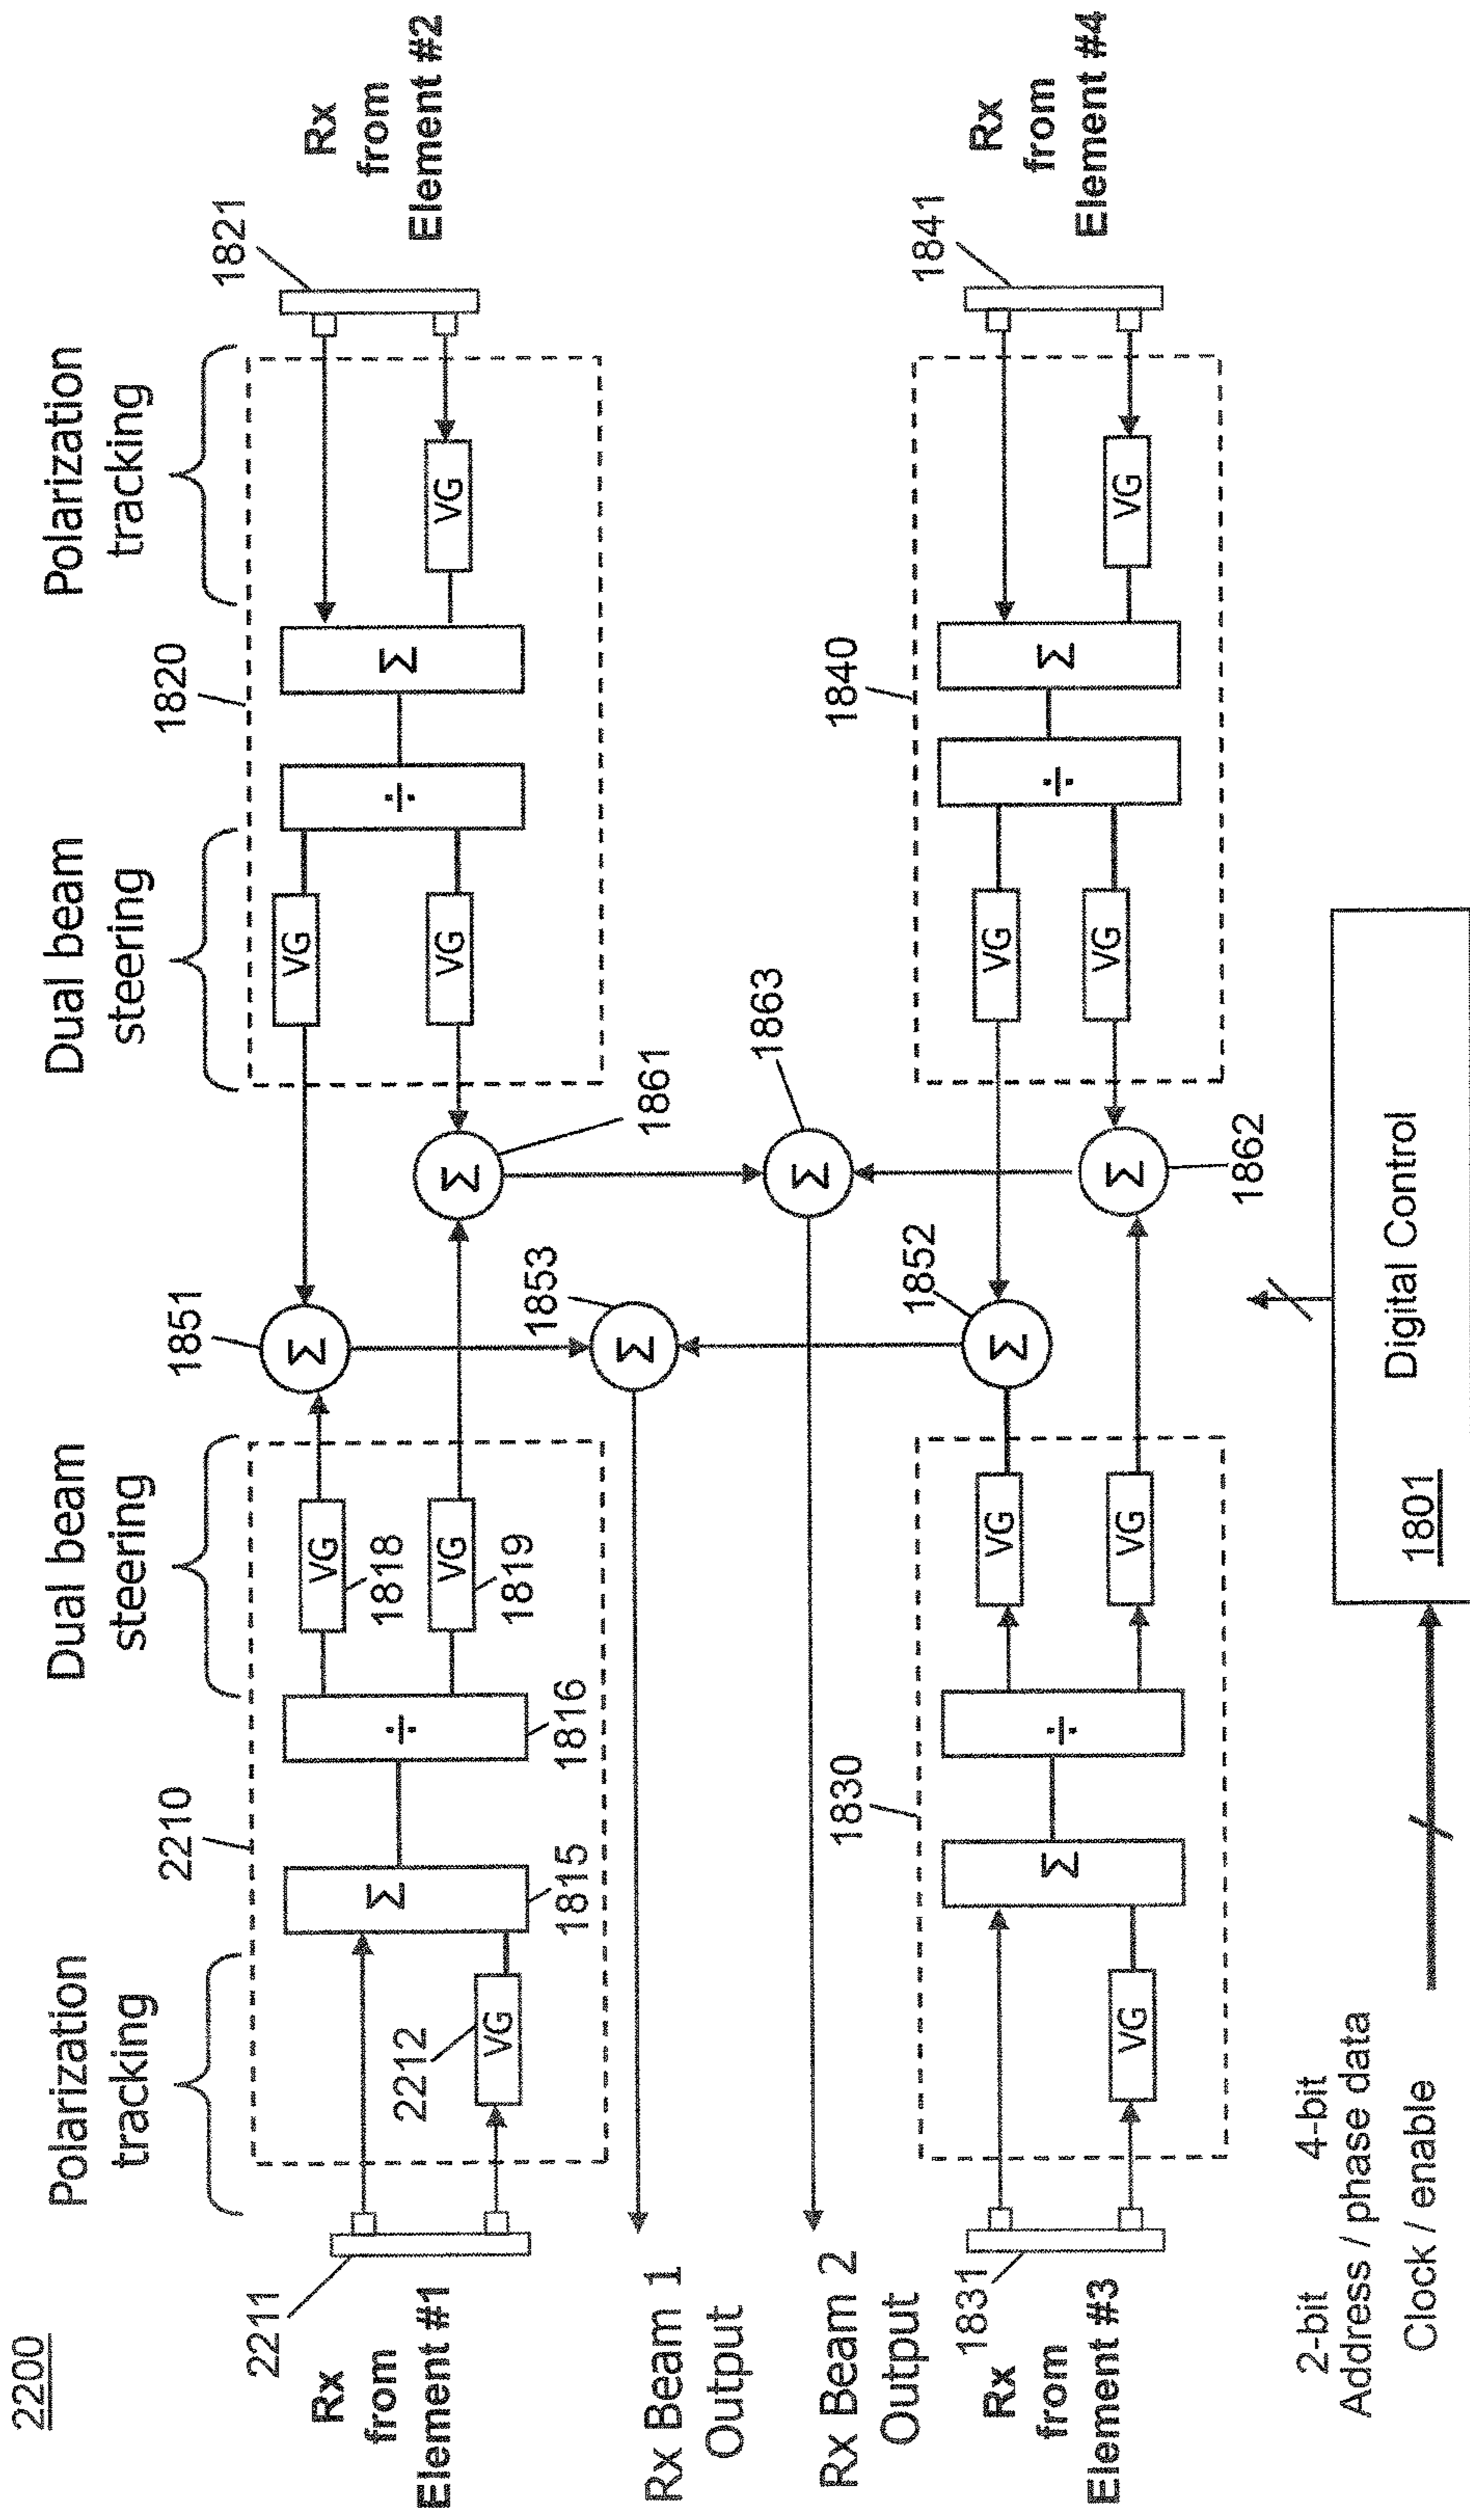 2200
Polarization
tracking
Dual beam
steering
Dual beam
steering
Polarization
tracking
2210
1851
1820
1821
2211
Rx
from
Element #1
2212
VG
Σ
1815
÷
1816
VG
1818
VG
1819
Σ
Σ
1861
VG
VG
÷
Σ
VG
Rx
from
Element #2
1853
Σ
1863
Σ
Rx Beam 1
Output
Rx Beam 2
Output
1830
1852
1840
1841
1831
Rx
from
Element #3
VG
Σ
÷
VG
VG
Σ
Σ
1862
VG
VG
÷
Σ
VG
Rx
from
Element #4
2-bit 4-bit
Address / phase data
Clock / enable
Digital Control
1801